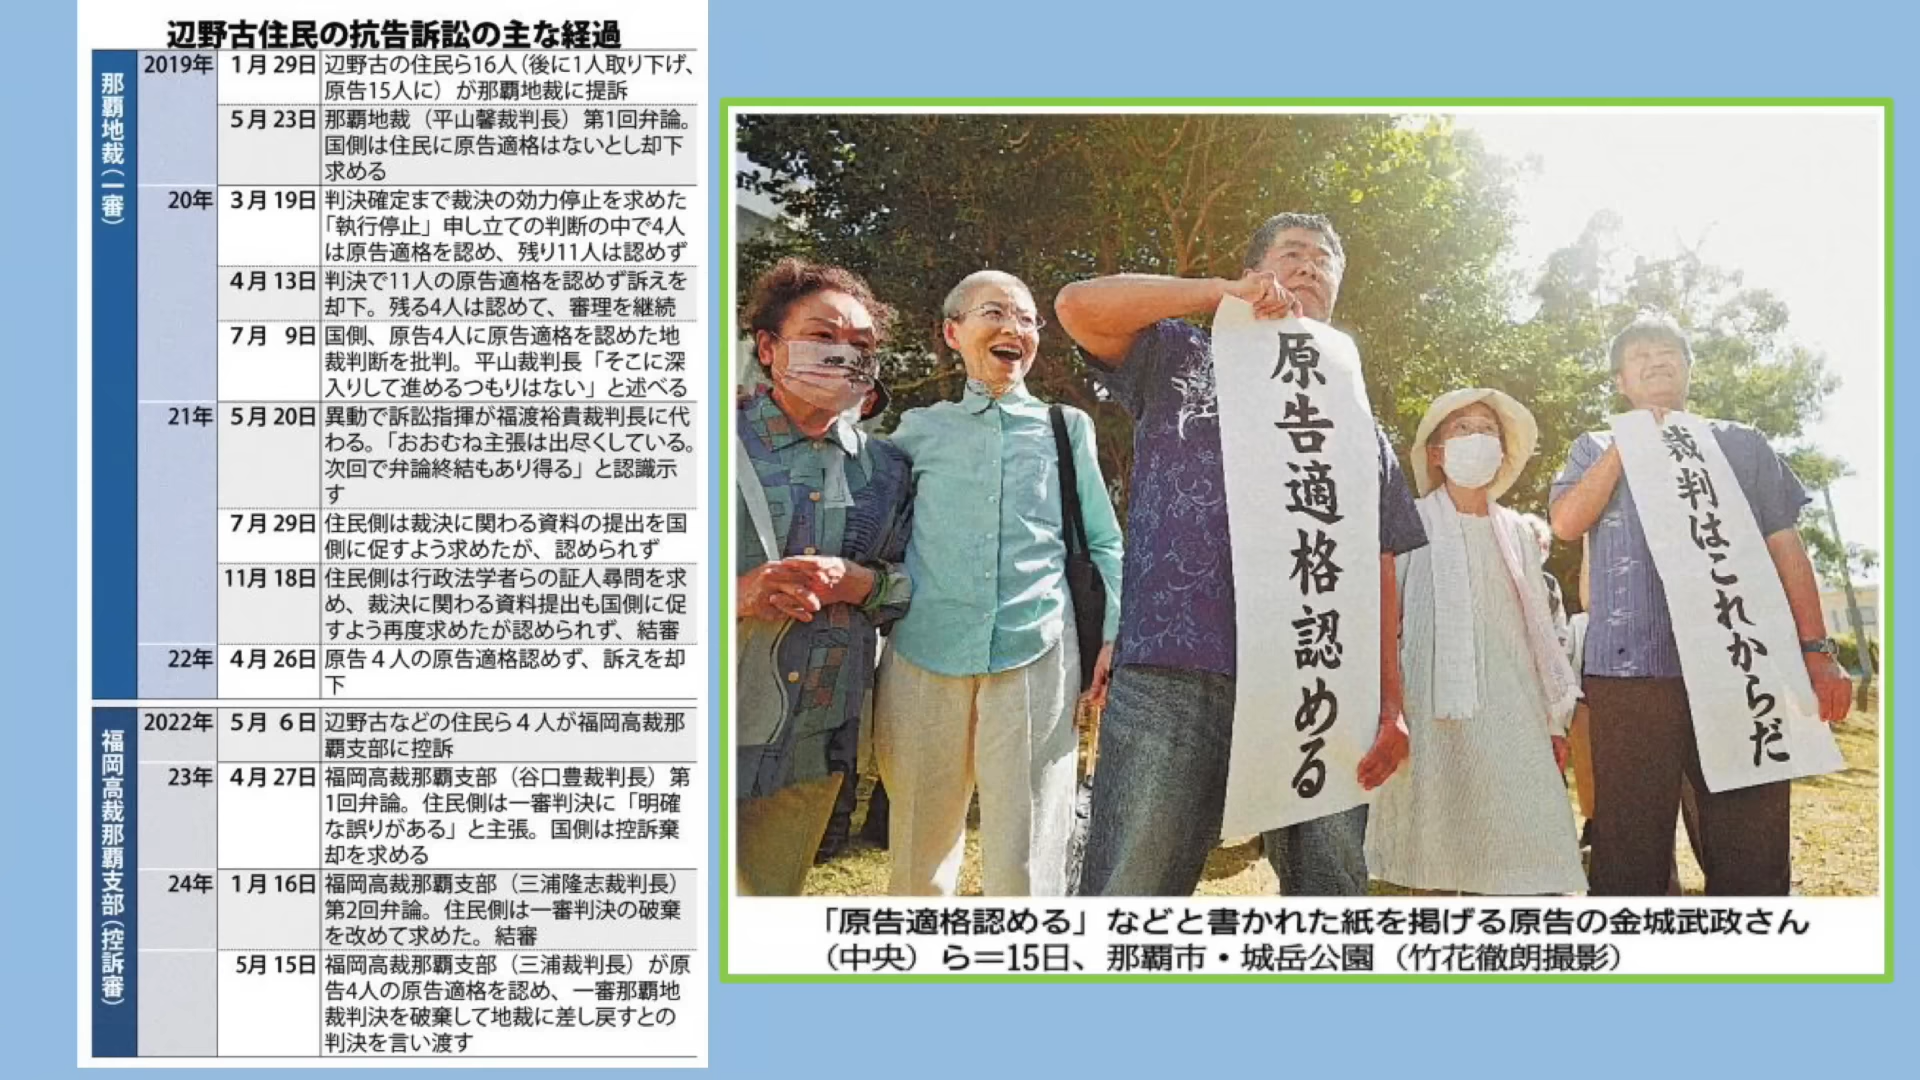 辺野古住民の抗告訴訟の主な経過
那覇地裁(一審)
2019年 1月29日 辺野古の住民ら16人(後に1人取り下げ、
原告15人に)が那覇地裁に提訴
5月23日 那覇地裁(平山馨裁判長)第1回弁論。
国側は住民に原告適格はないとし却下
求める
20年 3月19日 判決確定まで裁決の効力停止を求めた
「執行停止」申し立ての判断の中で4人
は原告適格を認め、残り11人は認めず
4月13日 判決で11人の原告適格を認めず訴えを
却下。残る4人は認めて、審理を継続
7月 9日 国側、原告4人に原告適格を認めた地
裁判断を批判。平山裁判長「そこに深
入りして進めるつもりはない」と述べる
21年 5月20日 異動で訴訟指揮が福渡裕貴裁判長に代
わる。「おおむね主張は出尽くしている。
次回で弁論終結もあり得る」と認識示
す
7月29日 住民側は裁決に関わる資料の提出を国
側に促すよう求めたが、認められず
11月18日 住民側は行政法学者らの証人尋問を求
め、裁決に関わる資料提出も国側に促
すよう再度求めたが認められず、結審
22年 4月26日 原告4人の原告適格認めず、訴えを却
下
福岡高裁那覇支部(控訴審)
2022年 5月 6日 辺野古などの住民ら4人が福岡高裁那
覇支部に控訴
23年 4月27日 福岡高裁那覇支部(谷口豊裁判長)第
1回弁論。住民側は一審判決に「明確
な誤りがある」と主張。国側は控訴棄
却を求める
24年 1月16日 福岡高裁那覇支部(三浦隆志裁判長)
第2回弁論。住民側は一審判決の破棄
を改めて求めた。結審
5月15日 福岡高裁那覇支部(三浦裁判長)が原
告4人の原告適格を認め、一審那覇地
裁判決を破棄して地裁に差し戻すとの
判決を言い渡す
原告適格認める
裁判はこれからだ
「原告適格認める」などと書かれた紙を掲げる原告の金城武政さん
(中央)ら=15日、那覇市・城岳公園(竹花徹朗撮影)